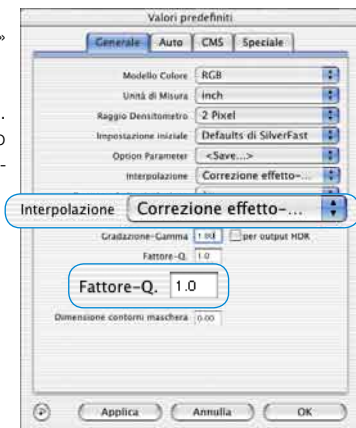 Valori predefiniti
»
Generale Auto CMS Speciale
Modello Colore RGB
Unità di Misura inch
.
Raggio Densitometro 2 Pixel
o
Impostazione iniziale Defaults di SilverFast
-
Option Parameter <Save...>
Interpolazione Correzione effetto-...
Interpolazione Correzione effetto-...
Gradazione-Gamma 1.00 per output HDR
Fattore-Q. 1.0
Fattore-Q. 1.0
Dimensione contorni maschera 0.00
Applica Annulla OK